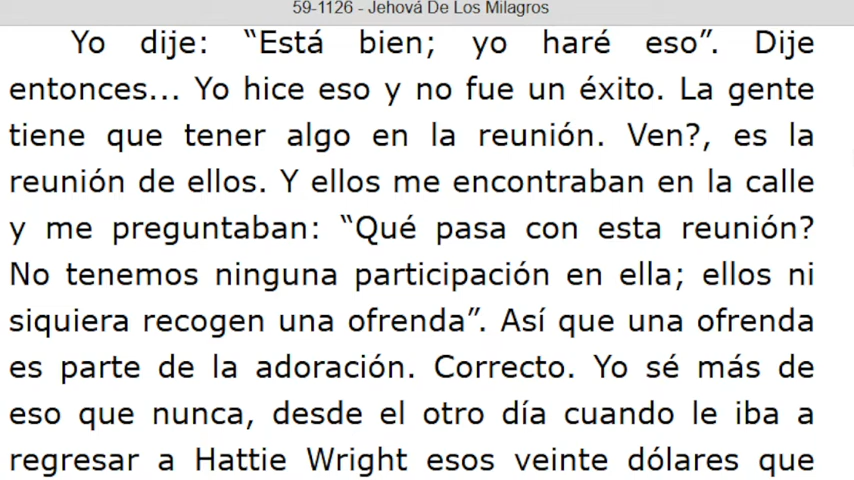 59-1126 - Jehová De Los Milagros
Yo dije: “Está bien; yo haré eso”. Dije
entonces... Yo hice eso y no fue un éxito. La gente
tiene que tener algo en la reunión. Ven?, es la
reunión de ellos. Y ellos me encontraban en la calle
y me preguntaban: “Qué pasa con esta reunión?
No tenemos ninguna participación en ella; ellos ni
siquiera recogen una ofrenda”. Así que una ofrenda
es parte de la adoración. Correcto. Yo sé más de
eso que nunca, desde el otro día cuando le iba a
regresar a Hattie Wright esos veinte dólares que